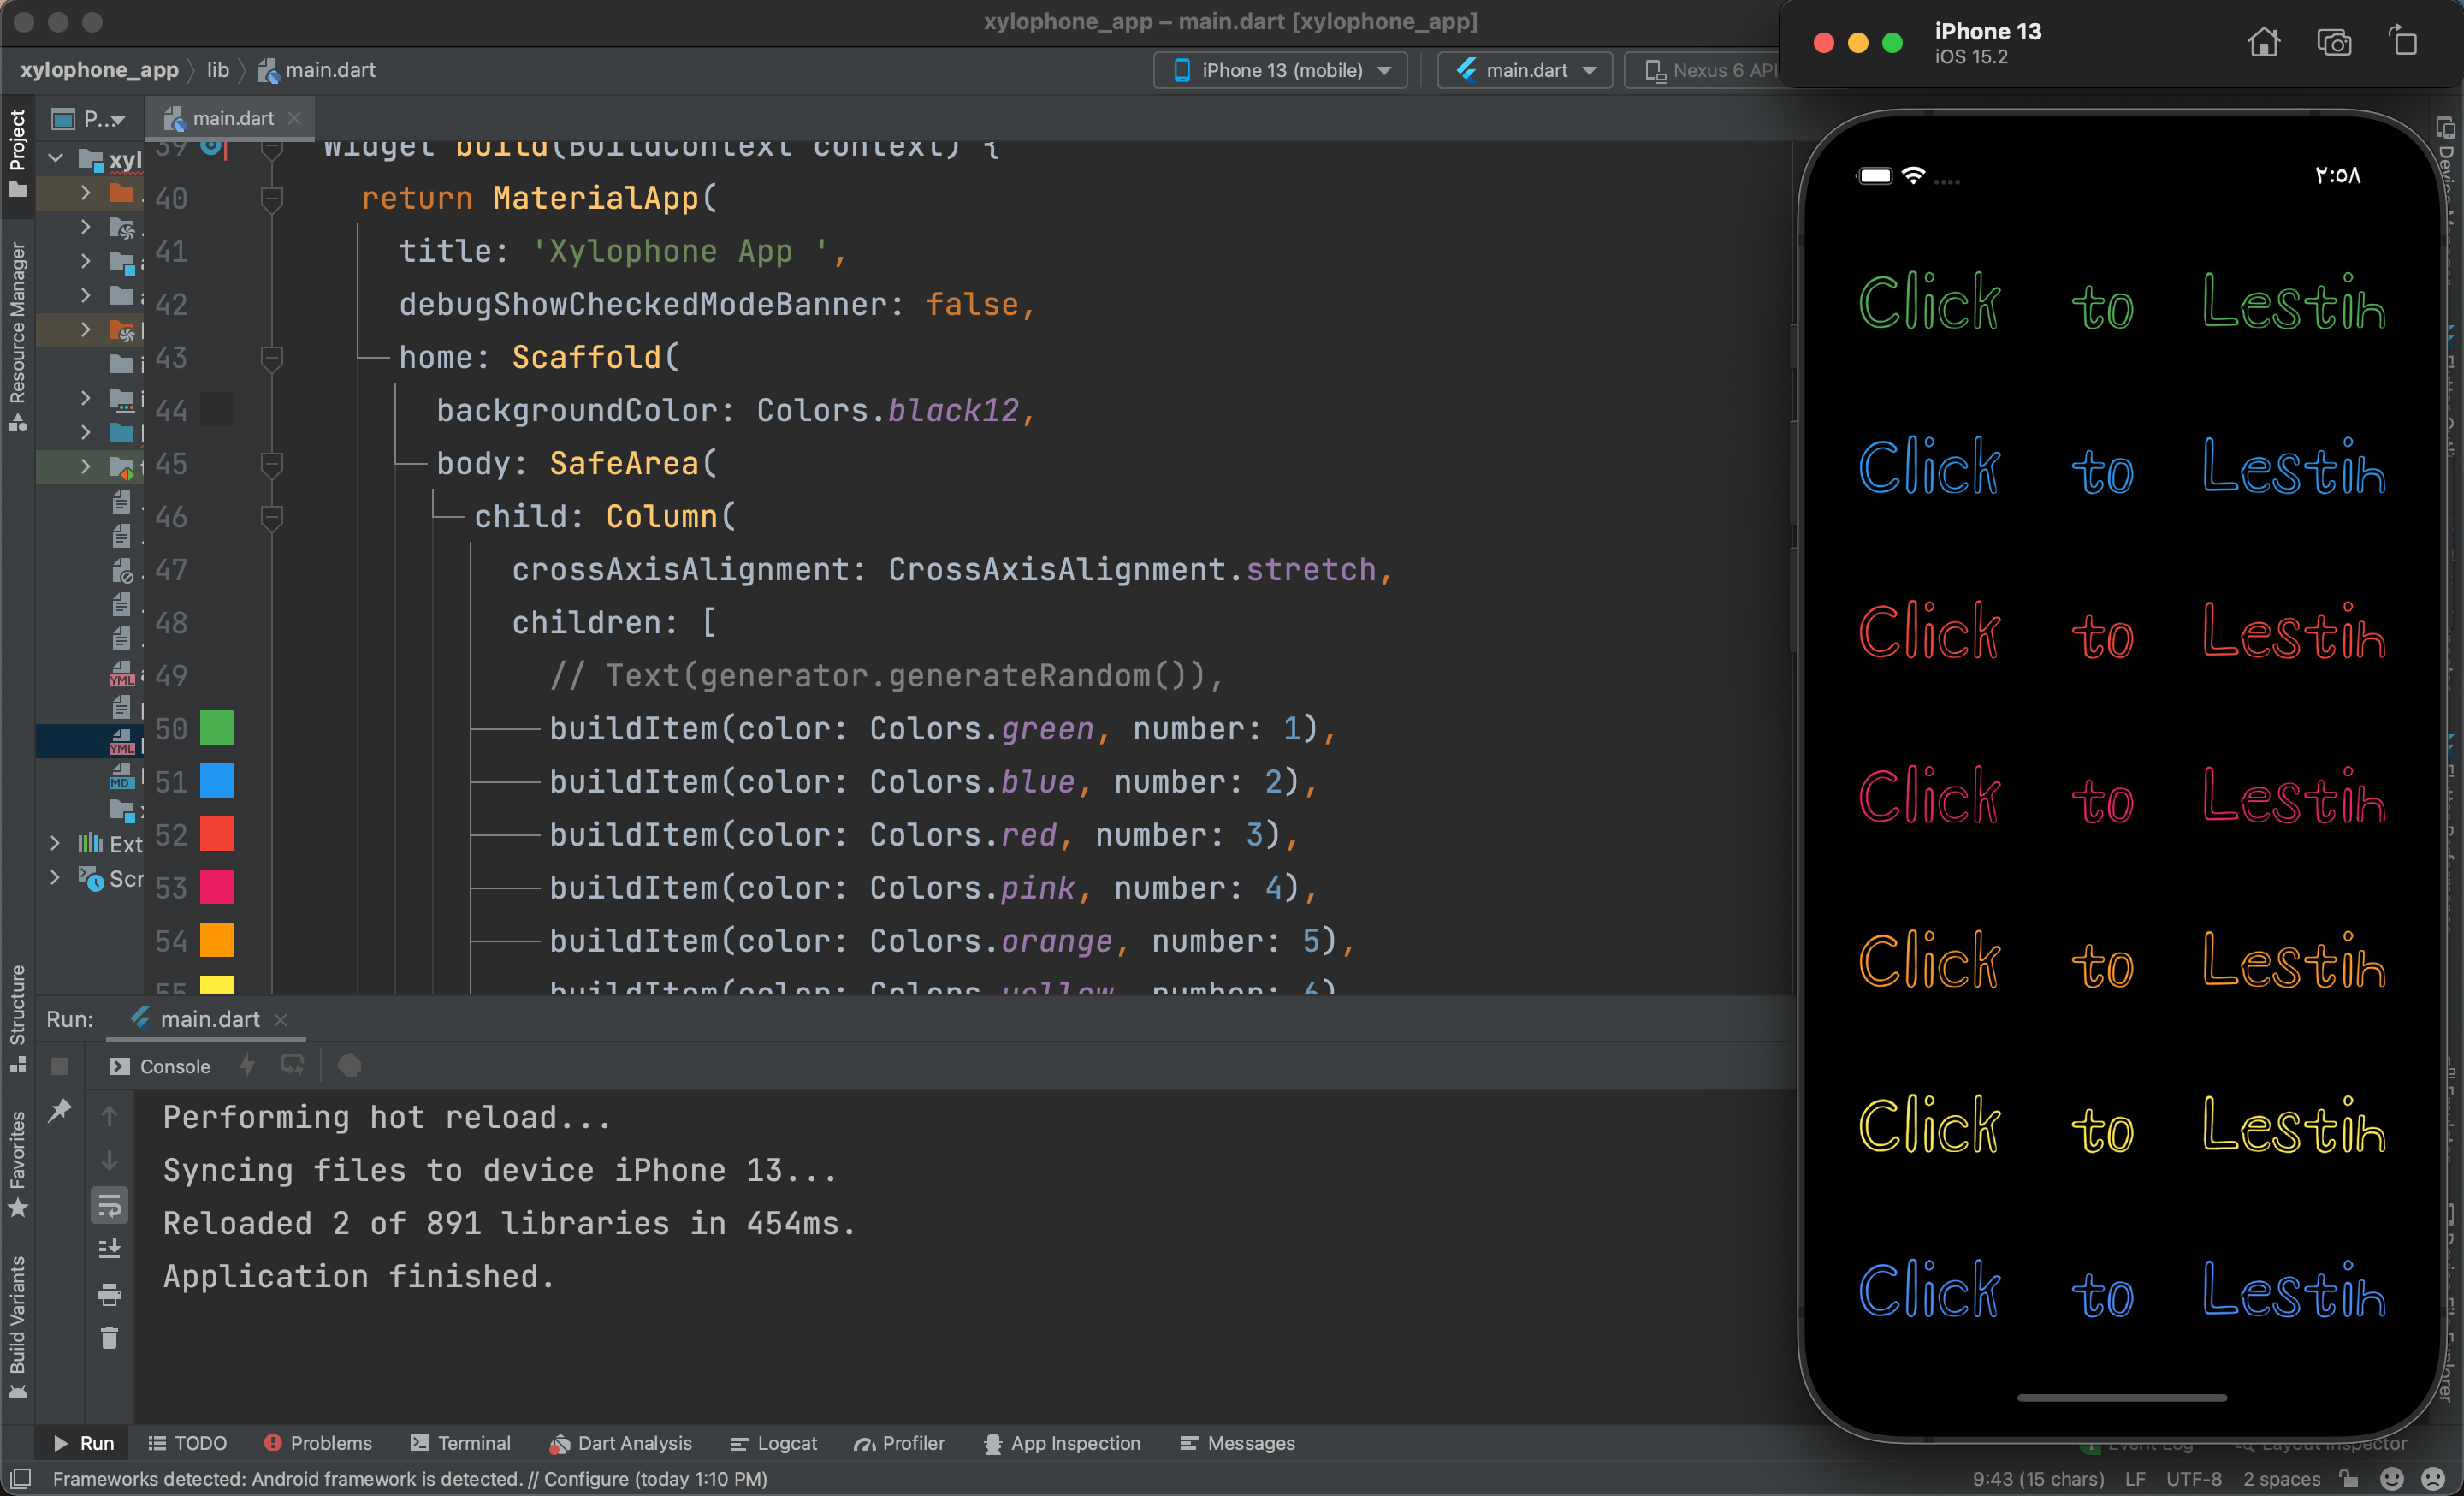 xylophone_app – main.dart [xylophone_app]
xylophone_app lib main.dart
iPhone 13 (mobile)
main.dart
Nexus 6 API
iPhone 13
iOS 15.2
Project
Resource Manager
Structure
Favorites
Build Variants
P...
main.dart
xyl
Ext
Scr
39 Widget build(BuildContext context) {
40 return MaterialApp(
41 title: 'Xylophone App ',
42 debugShowCheckedModeBanner: false,
43 home: Scaffold(
44 backgroundColor: Colors.black12,
45 body: SafeArea(
46 child: Column(
47 crossAxisAlignment: CrossAxisAlignment.stretch,
48 children: [
49 // Text(generator.generateRandom()),
50 buildItem(color: Colors.green, number: 1),
51 buildItem(color: Colors.blue, number: 2),
52 buildItem(color: Colors.red, number: 3),
53 buildItem(color: Colors.pink, number: 4),
54 buildItem(color: Colors.orange, number: 5),
55 buildItem(color: Colors.yellow, number: 6)
YML
YML
MD
Run: main.dart
Console
Performing hot reload...
Syncing files to device iPhone 13...
Reloaded 2 of 891 libraries in 454ms.
Application finished.
٢:٥٨
Click to Lestin
Click to Lestin
Click to Lestin
Click to Lestin
Click to Lestin
Click to Lestin
Click to Lestin
Run TODO Problems Terminal Dart Analysis Logcat Profiler App Inspection Messages
Event Log Layout Inspector
Frameworks detected: Android framework is detected. // Configure (today 1:10 PM)
9:43 (15 chars) LF UTF-8 2 spaces